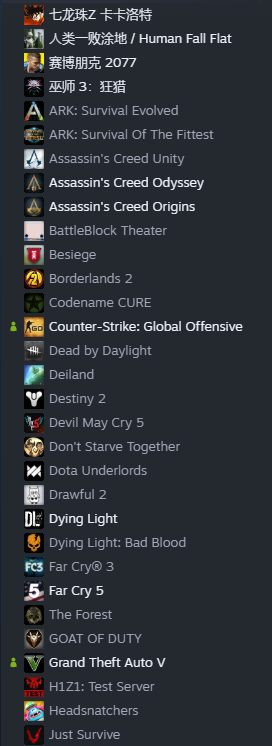 七龙珠Z 卡卡洛特
人类一败涂地 / Human Fall Flat
赛博朋克 2077
巫师 3：狂猎
ARK: Survival Evolved
ARK: Survival Of The Fittest
Assassin's Creed Unity
Assassin's Creed Odyssey
Assassin's Creed Origins
BattleBlock Theater
Besiege
Borderlands 2
Codename CURE
GO
Counter-Strike: Global Offensive
Dead by Daylight
Deiland
Destiny 2
Devil May Cry 5
Don't Starve Together
Dota Underlords
Drawful 2
DL
Dying Light
Dying Light: Bad Blood
FC3
Far Cry® 3
5
Far Cry 5
The Forest
GOAT OF DUTY
V
Grand Theft Auto V
TEST
H1Z1: Test Server
Headsnatchers
Just Survive